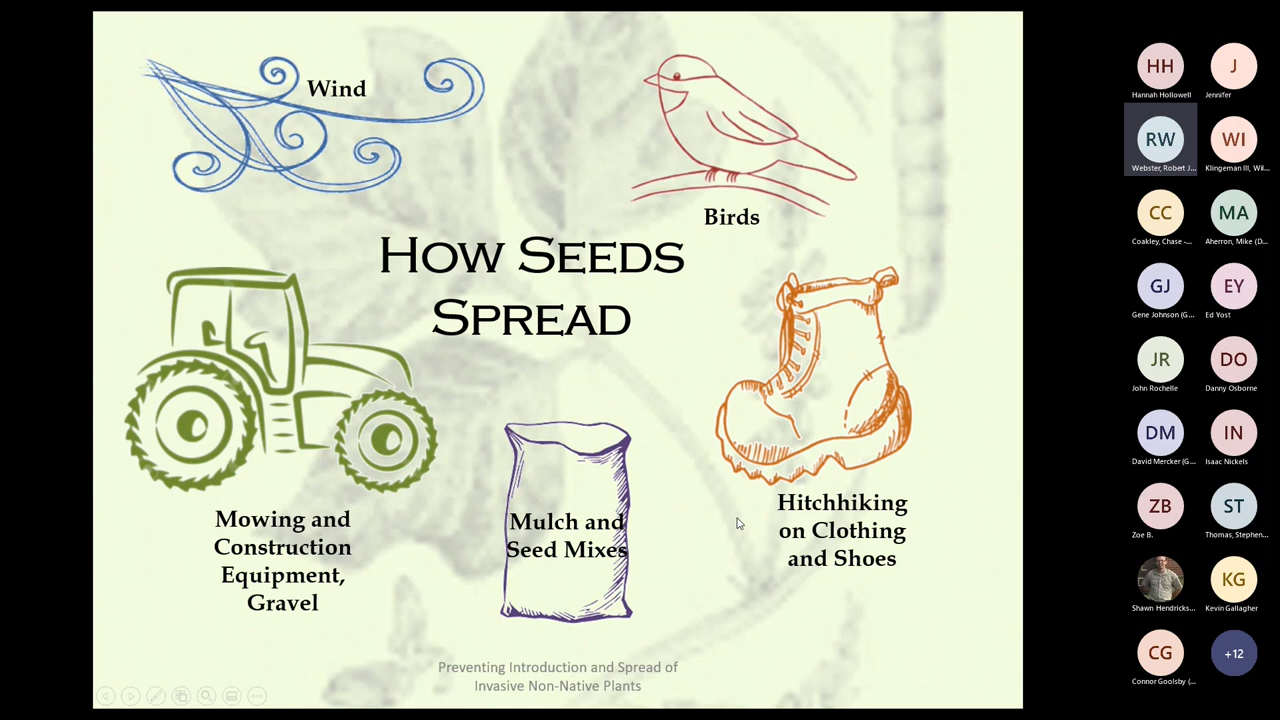 Wind
Birds
HOW SEEDS
SPREAD
Mowing and
Construction
Equipment,
Gravel
Mulch and
Seed Mixes
Hitchhiking
on Clothing
and Shoes
Preventing Introduction and Spread of
Invasive Non-Native Plants
HH
Hannah Hollowell
J
Jennifer
RW
Webster, Robert J...
WI
Klingeman III, Wil...
CC
Coakley, Chase -...
MA
Aherron, Mike (D...
GJ
Gene Johnson (G...
EY
Ed Yost
JR
John Rochelle
DO
Danny Osborne
DM
David Mercker (G...
IN
Isaac Nickels
ZB
Zoe B.
ST
Thomas, Stephen...
Shawn Hendricks...
KG
Kevin Gallagher
CG
Connor Goolsby (...
+12